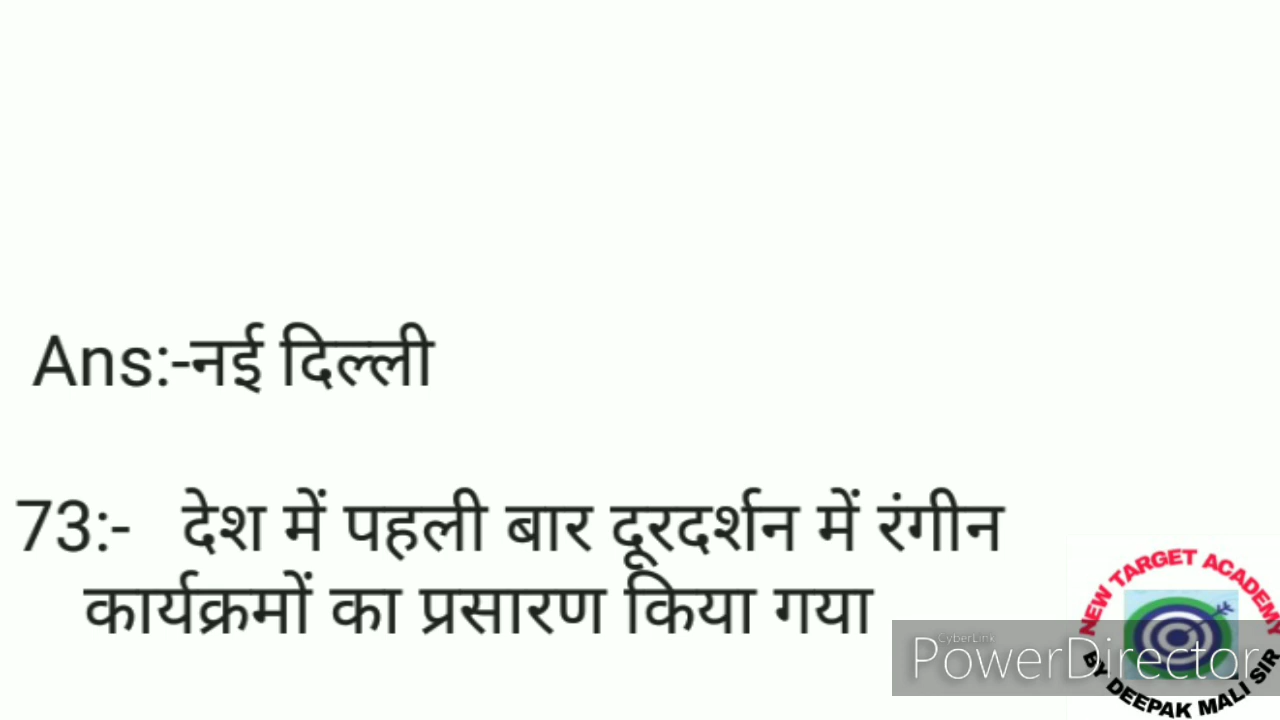 Ans:-नई दिल्ली
73:- देश में पहली बार दूरदर्शन में रंगीन
कार्यक्रमों का प्रसारण किया गया
NEW TARGET ACADEMY
CyberLink
PowerDirector
BY DEEPAK MALI SIR